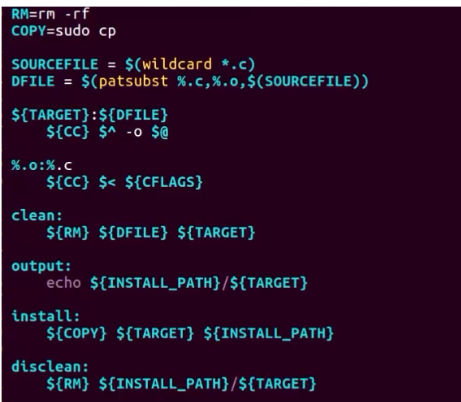 RM=rm -rf
COPY=sudo cp
SOURCEFILE = $(wildcard *.c)
DFILE = $(patsubst %.c,%.o,$(SOURCEFILE))
${TARGET}:${DFILE}
${CC} $^ -o $@
%.o:%.c
${CC} $< ${CFLAGS}
clean:
${RM} ${DFILE} ${TARGET}
output:
echo ${INSTALL_PATH}/${TARGET}
install:
${COPY} ${TARGET} ${INSTALL_PATH}
disclean:
${RM} ${INSTALL_PATH}/${TARGET}